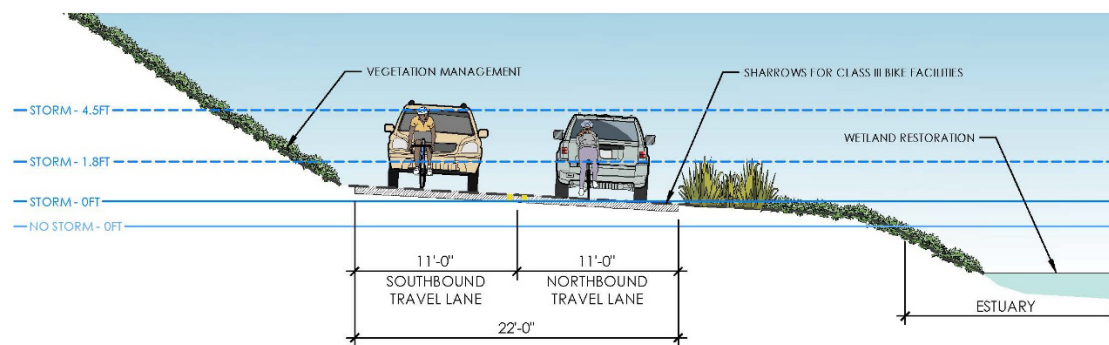 VEGETATION MANAGEMENT
SHARROWS FOR CLASS III BIKE FACILITIES
STORM - 4.5FT
WETLAND RESTORATION
STORM - 1.8FT
STORM - 0FT
NO STORM - 0FT
11'-0"
11'-0"
SOUTHBOUND
TRAVEL LANE
NORTHBOUND
TRAVEL LANE
ESTUARY
22'-0"